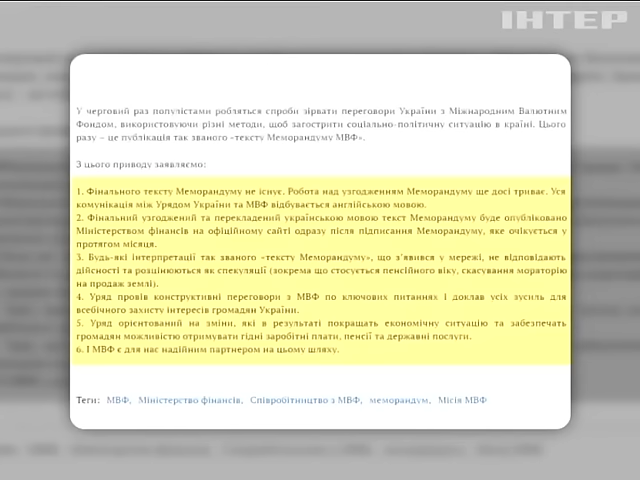 ІНТЕР
У черговий раз популістами робляться спроби зірвати переговори України з Міжнародним Валютним
Фондом, використовуючи різні методи, щоб загострити соціально-політичну ситуацію в країні. Цього
разу – це публікація так званого «тексту Меморандуму МВФ».
З цього приводу заявляємо:
1. Фінального тексту Меморандуму не існує. Робота над узгодженням Меморандуму ще досі триває. Уся
комунікація між Урядом України та МВФ відбувається англійською мовою.
2. Фінальний узгоджений та перекладений українською мовою текст Меморандуму буде опубліковано
Міністерством фінансів на офіційному сайті одразу після підписання Меморандуму, яке очікується у
протягом місяця.
3. Будь-які інтерпретації так званого «тексту Меморандуму», що з’явився у мережі, не відповідають
дійсності та розцінюються як спекуляції (зокрема що стосується пенсійного віку, скасування мораторію
на продаж землі).
4. Уряд провів конструктивні переговори з МВФ по ключових питаннях і доклав усіх зусиль для
всебічного захисту інтересів громадян України.
5. Уряд орієнтований на зміни, які в результаті покращать економічну ситуацію та забезпечать
громадянам можливість отримувати гідні заробітні плати, пенсії та державні послуги.
6. І МВФ є для нас надійним партнером на цьому шляху.
Теги: МВФ, Міністерство фінансів, Співробітництво з МВФ, меморандум, Місія МВФ